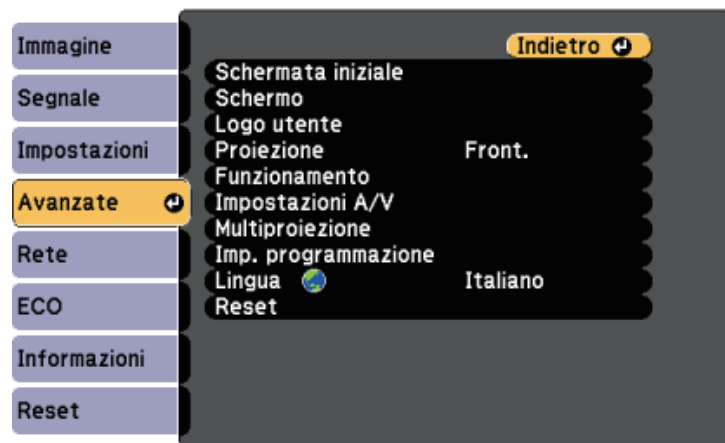 Immagine
Segnale
Impostazioni
Avanzate
Rete
ECO
Informazioni
Reset
Indietro
Schermata iniziale
Schermo
Logo utente
Proiezione Front.
Funzionamento
Impostazioni A/V
Multiproiezione
Imp. programmazione
Lingua Italiano
Reset